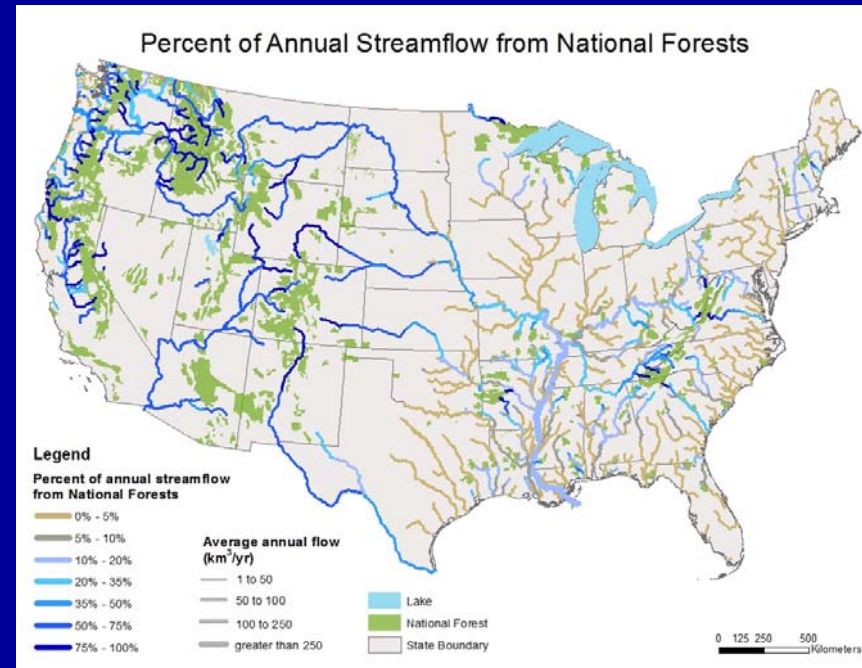 Percent of Annual Streamflow from National Forests
Legend
Percent of annual streamflow
from National Forests
0% - 5%
5% - 10%
10% - 20%
20% - 35%
35% - 50%
50% - 75%
75% - 100%
Average annual flow
(km³/yr)
1 to 50
50 to 100
100 to 250
greater than 250
Lake
National Forest
State Boundary
0 125 250 500
Kilometers